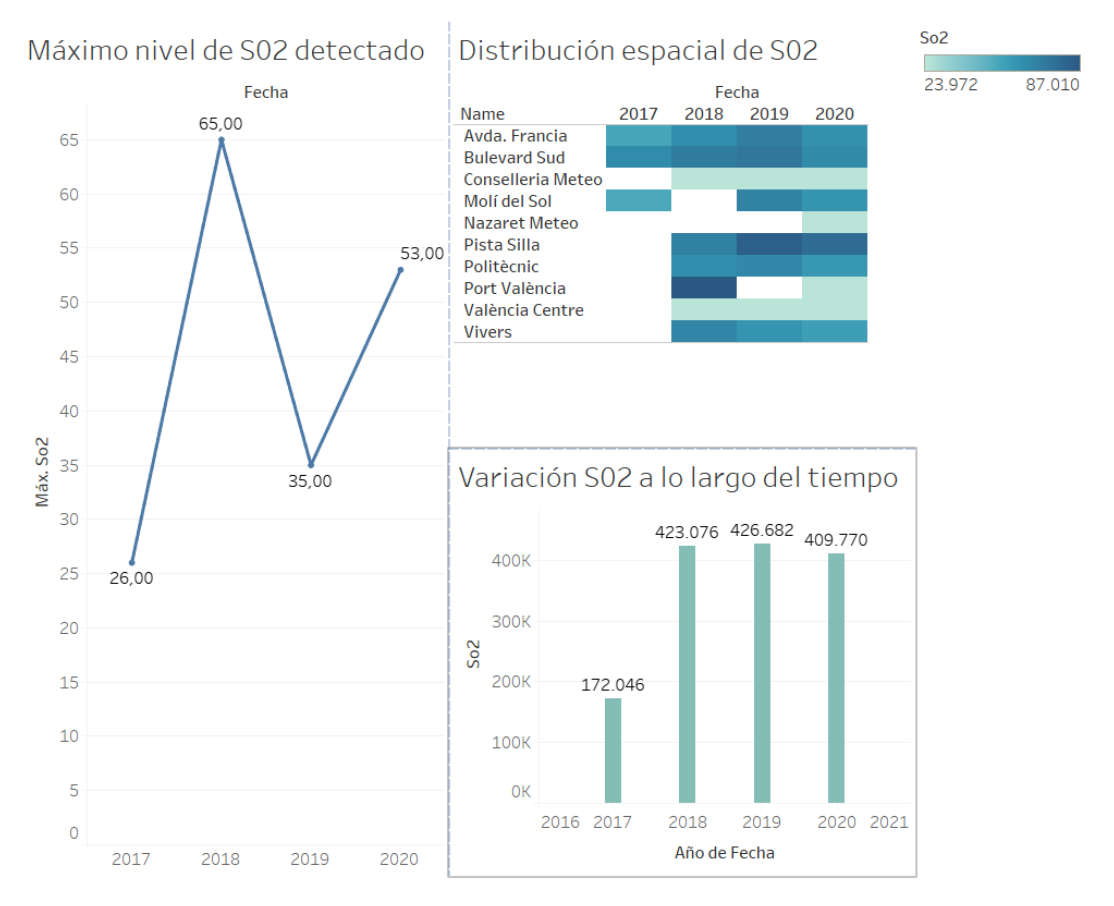 Máximo nivel de S02 detectado
Fecha
65,00
53,00
35,00
26,00
Máx. So2
65
60
55
50
45
40
35
30
25
20
15
10
5
0
2017 2018 2019 2020
Distribución espacial de S02
Fecha
Name 2017 2018 2019 2020
Avda. Francia
Bulevard Sud
Conselleria Meteo
Molí del Sol
Nazaret Meteo
Pista Silla
Politècnic
Port València
València Centre
Vivers
So2
23.972 87.010
Variación S02 a lo largo del tiempo
423.076 426.682 409.770
172.046
So2
400K
300K
200K
100K
0K
2016 2017 2018 2019 2020 2021
Año de Fecha